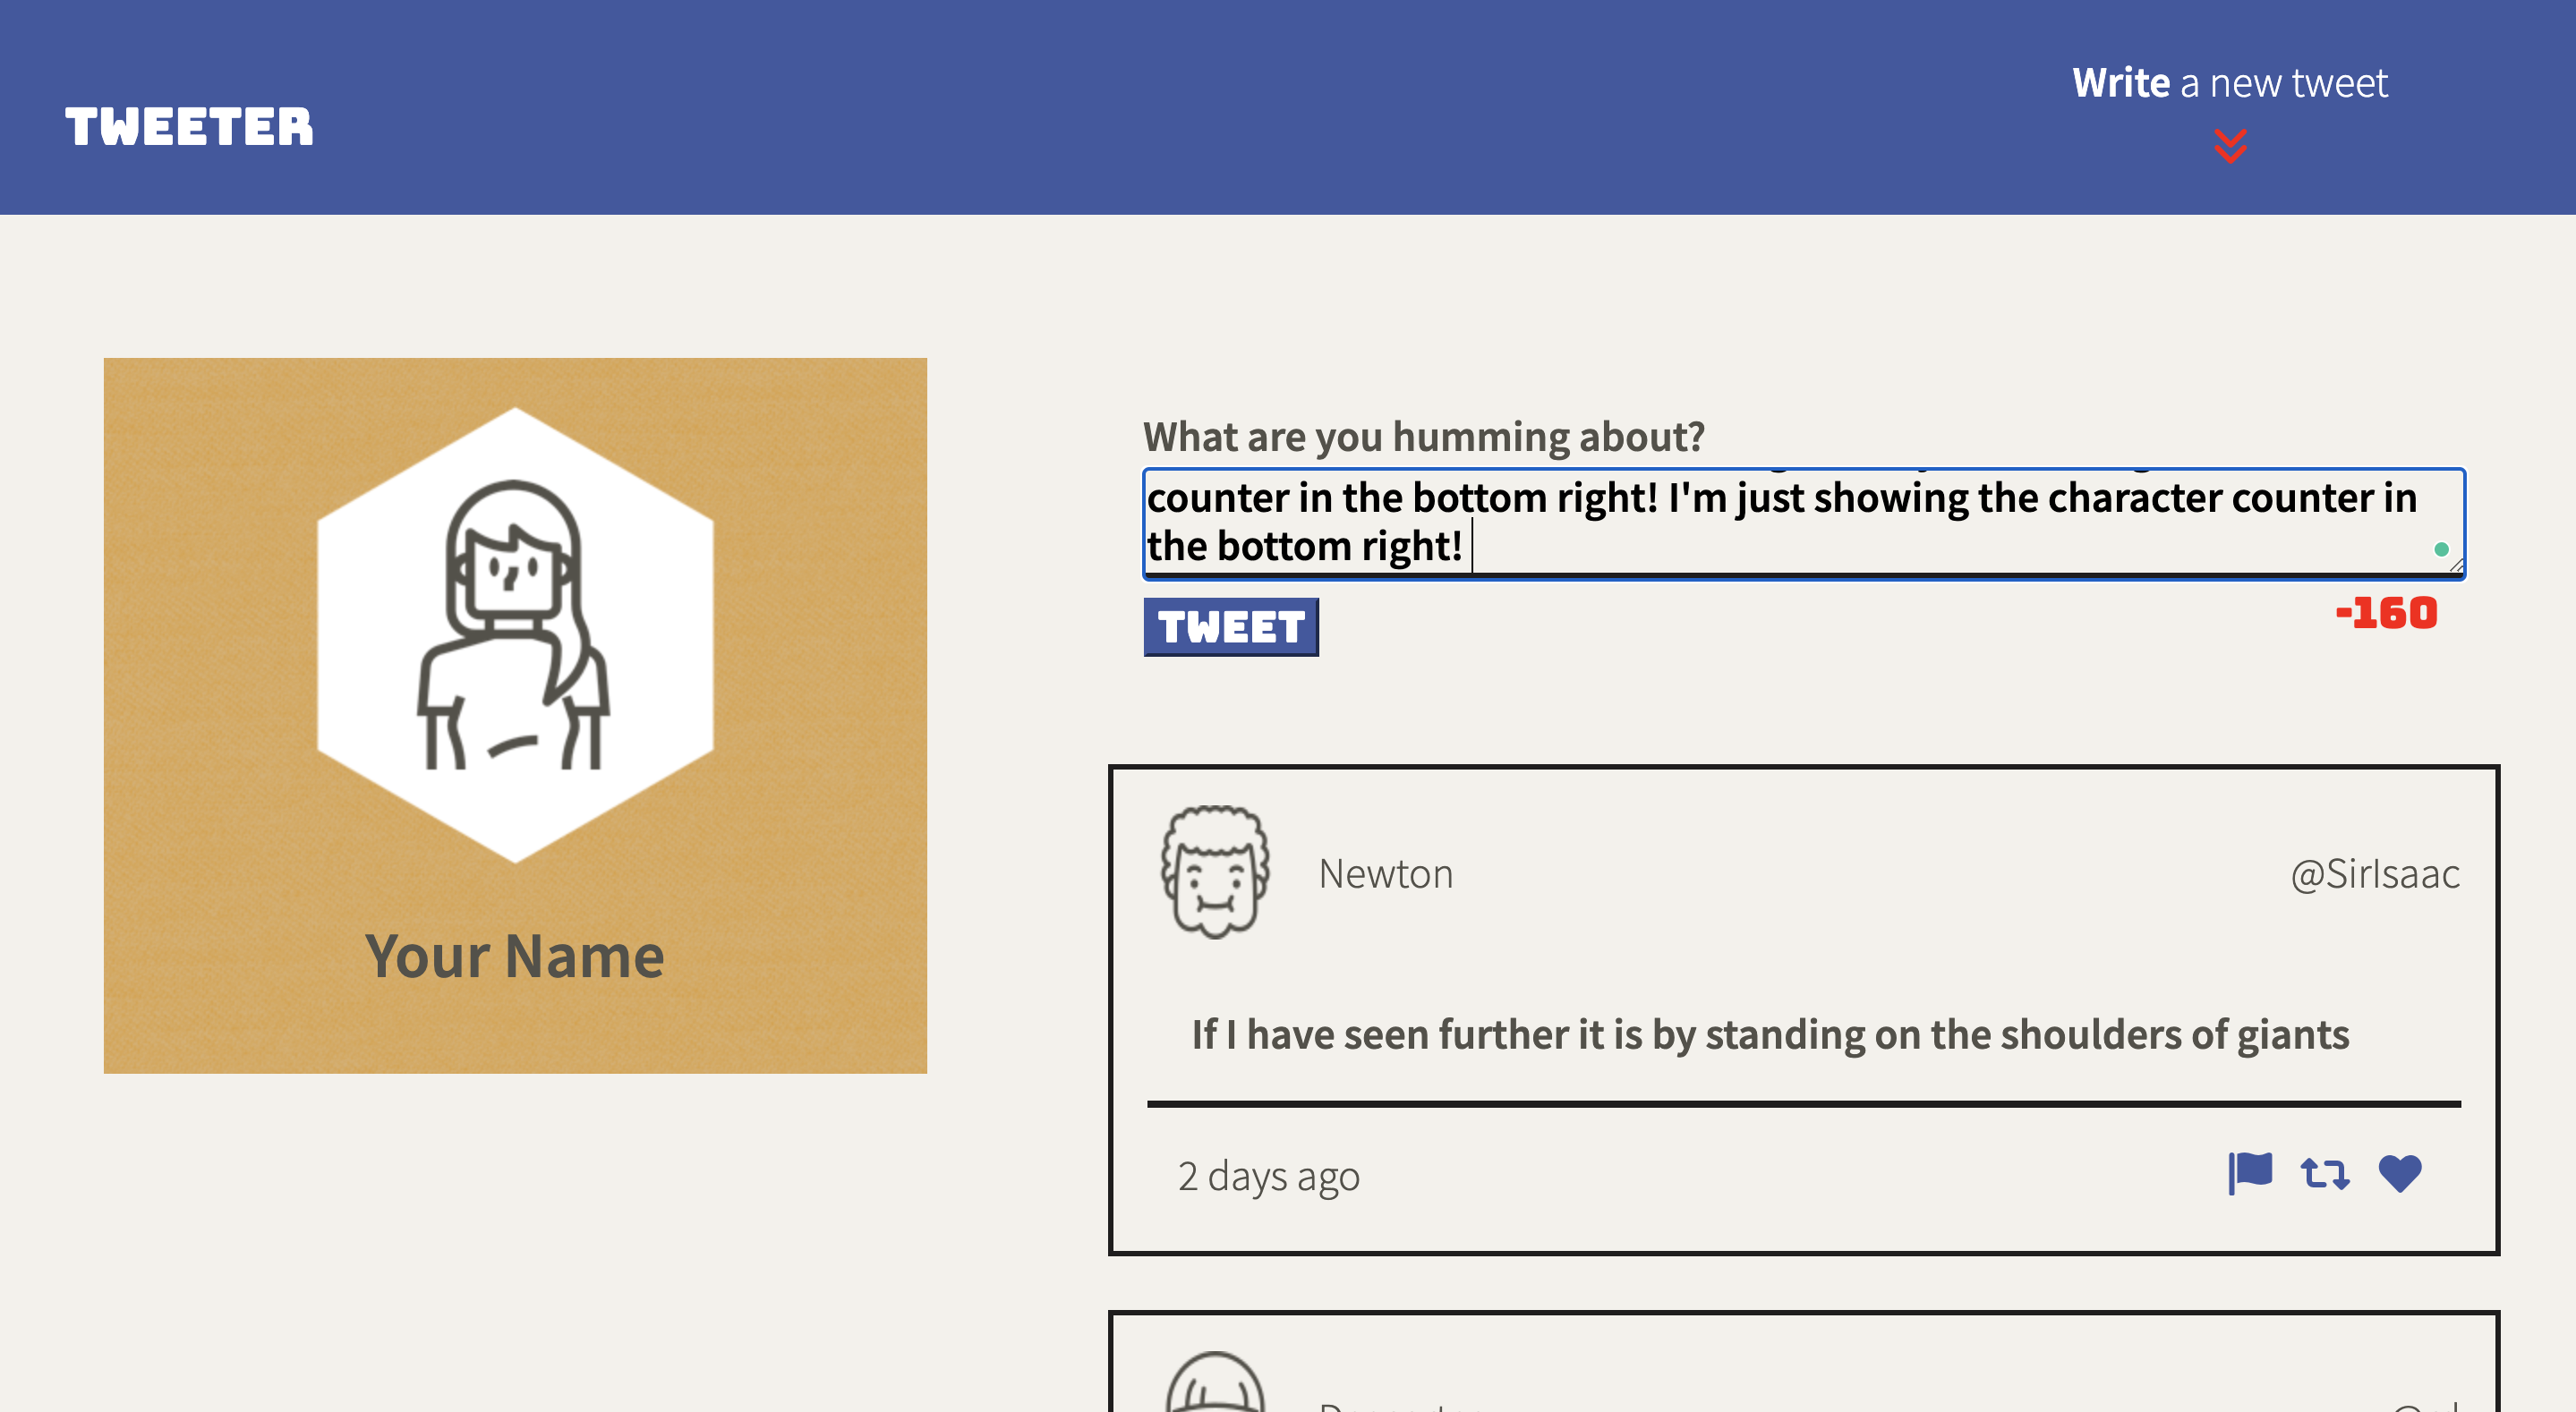 TWEETER
Write a new tweet
Your Name
What are you humming about?
counter in the bottom right! I'm just showing the character counter in
the bottom right!
TWEET
-160
Newton
@SirIsaac
If I have seen further it is by standing on the shoulders of giants
2 days ago